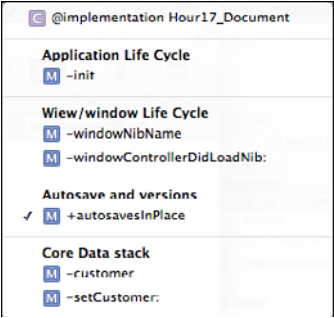 C @implementation Hour17_Document
Application Life Cycle
M -init
Wiew/window Life Cycle
M -windowNibName
M -windowControllerDidLoadNib:
Autosave and versions
✓ M +autosavesInPlace
Core Data stack
M -customer
M -setCustomer: